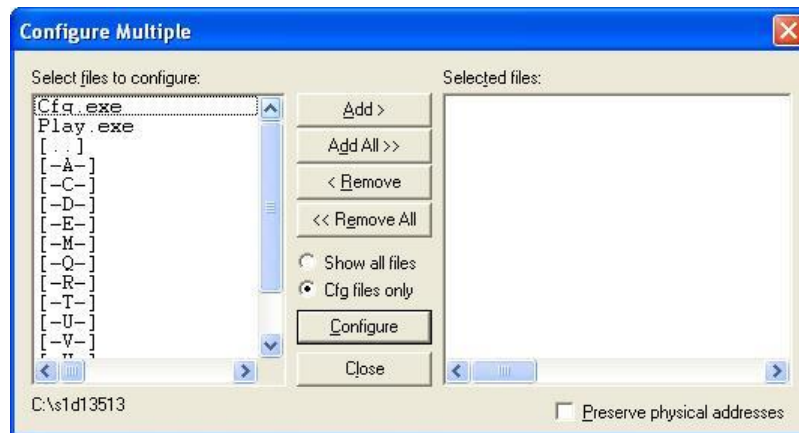 Configure Multiple
Select files to configure:
Cfg.exe
Play.exe
[..]
[-A-]
[-C-]
[-D-]
[-E-]
[-M-]
[-Q-]
[-R-]
[-T-]
[-U-]
[-V-]
C:\s1d13513
Add >
Add All >>
< Remove
<< Remove All
Show all files
Cfg files only
Configure
Close
Selected files:
Preserve physical addresses